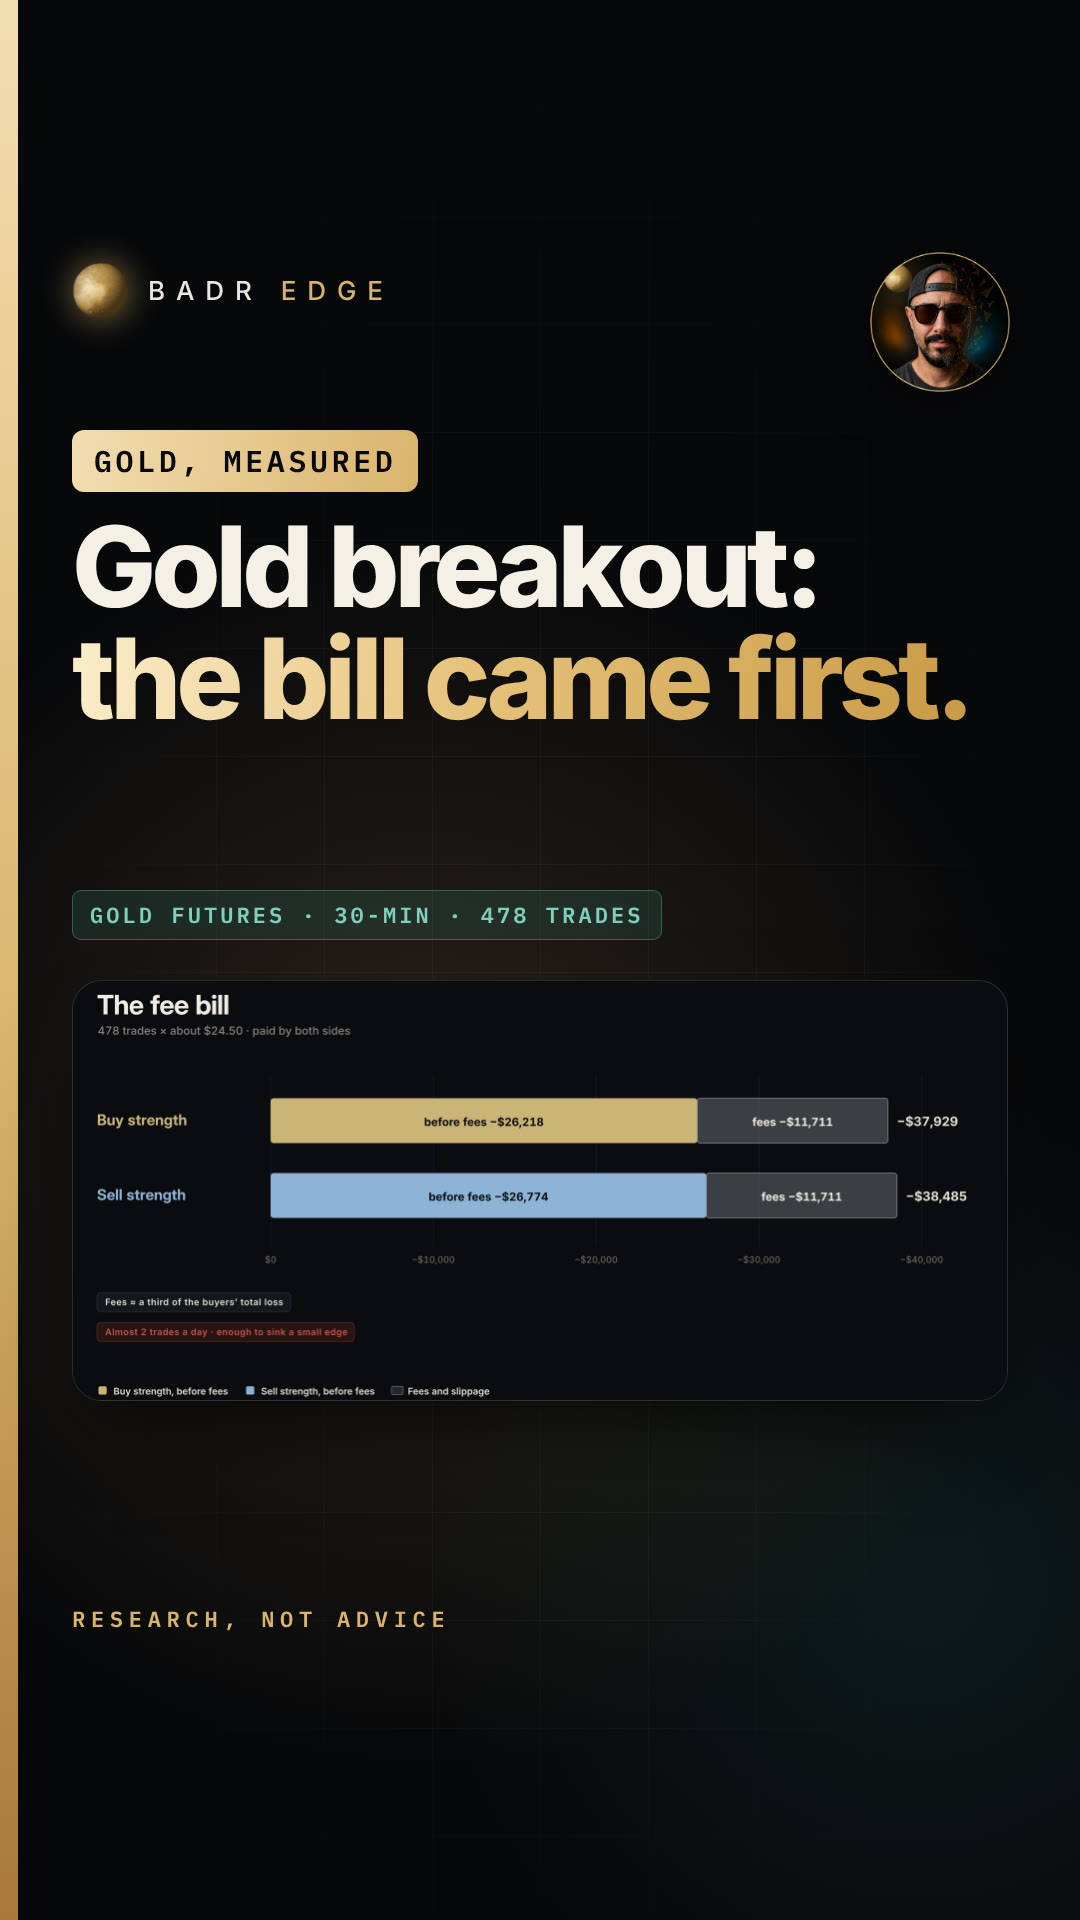 BADR EDGE
GOLD, MEASURED
Gold breakout:
the bill came first.
GOLD FUTURES · 30-MIN · 478 TRADES
The fee bill
478 trades × about $24.50 · paid by both sides
Buy strength
before fees −$26,218
fees −$11,711
−$37,929
Sell strength
before fees −$26,774
fees −$11,711
−$38,485
$0 −$10,000 −$20,000 −$30,000 −$40,000
Fees ≈ a third of the buyers' total loss
Almost 2 trades a day · enough to sink a small edge
Buy strength, before fees Sell strength, before fees Fees and slippage
RESEARCH, NOT ADVICE